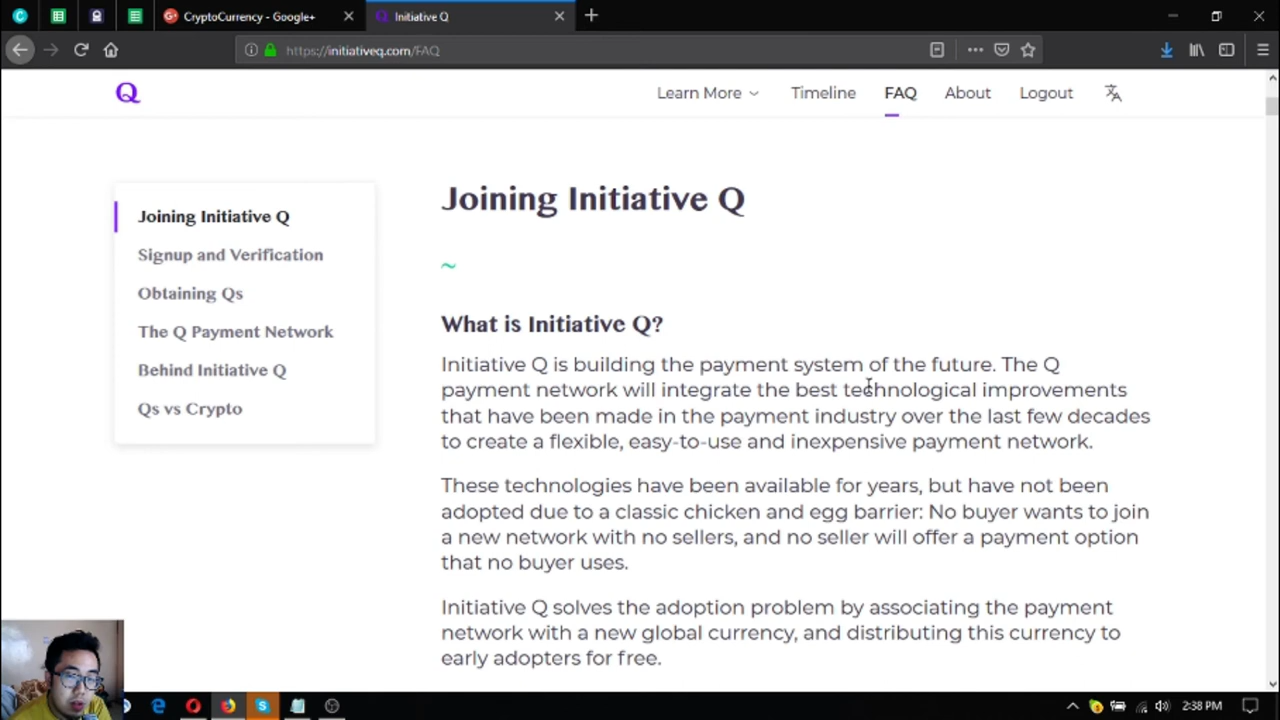 CryptoCurrency - Google+
Initiative Q
https://initiativeq.com/FAQ
Q
Learn More
Timeline
FAQ
About
Logout
Joining Initiative Q
Signup and Verification
Obtaining Qs
The Q Payment Network
Behind Initiative Q
Qs vs Crypto
Joining Initiative Q
~
What is Initiative Q?
Initiative Q is building the payment system of the future. The Q
payment network will integrate the best technological improvements
that have been made in the payment industry over the last few decades
to create a flexible, easy-to-use and inexpensive payment network.
These technologies have been available for years, but have not been
adopted due to a classic chicken and egg barrier: No buyer wants to join
a new network with no sellers, and no seller will offer a payment option
that no buyer uses.
Initiative Q solves the adoption problem by associating the payment
network with a new global currency, and distributing this currency to
early adopters for free.
2:38 PM